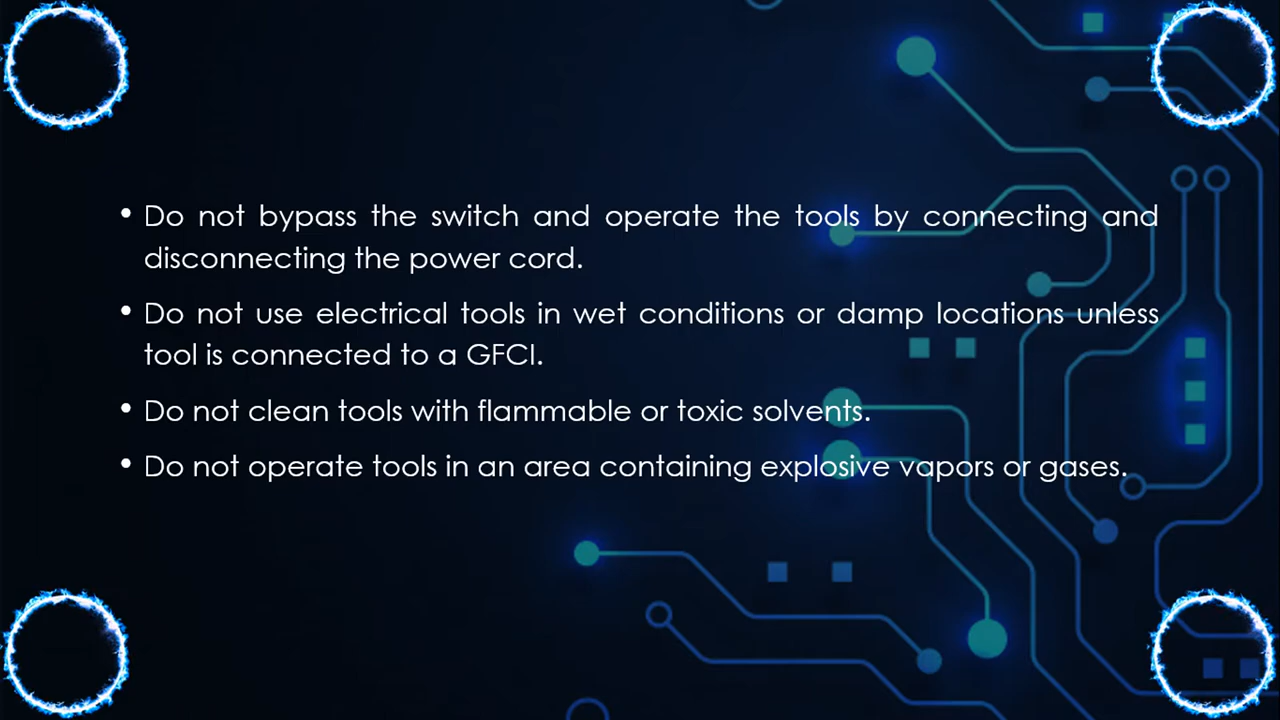 • Do not bypass the switch and operate the tools by connecting and
disconnecting the power cord.
• Do not use electrical tools in wet conditions or damp locations unless
tool is connected to a GFCI.
• Do not clean tools with flammable or toxic solvents.
• Do not operate tools in an area containing explosive vapors or gases.